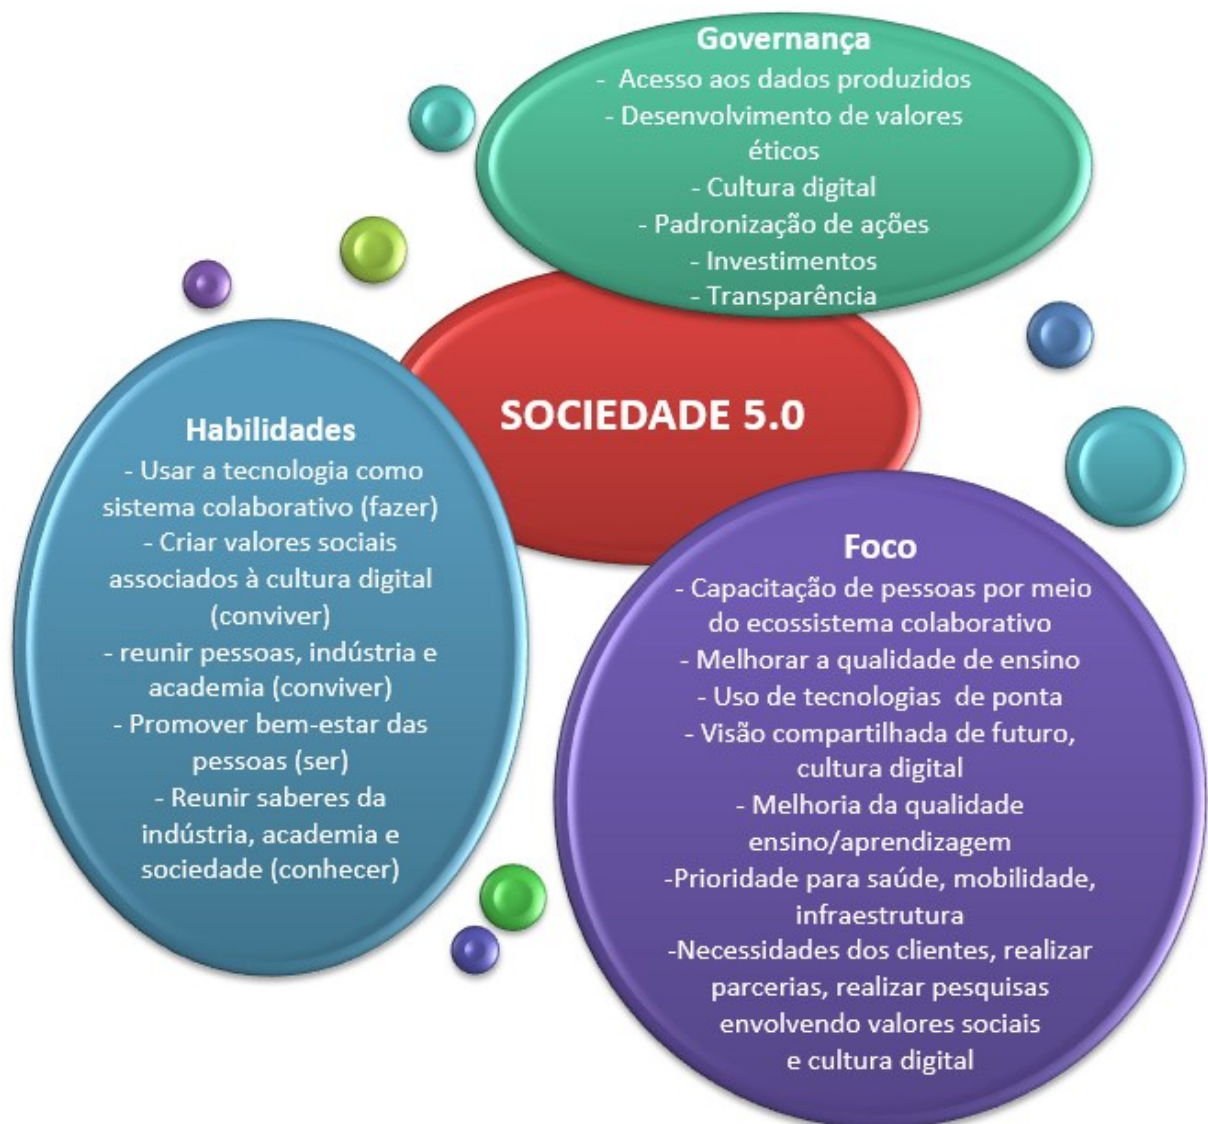 Governança
- Acesso aos dados produzidos
- Desenvolvimento de valores
éticos
- Cultura digital
- Padronização de ações
- Investimentos
- Transparência
SOCIEDADE 5.0
Habilidades
- Usar a tecnologia como
sistema colaborativo (fazer)
- Criar valores sociais
associados à cultura digital
(conviver)
- reunir pessoas, indústria e
academia (conviver)
- Promover bem-estar das
pessoas (ser)
- Reunir saberes da
indústria, academia e
sociedade (conhecer)
Foco
- Capacitação de pessoas por meio
do ecossistema colaborativo
- Melhorar a qualidade de ensino
- Uso de tecnologias de ponta
- Visão compartilhada de futuro,
cultura digital
- Melhoria da qualidade
ensino/aprendizagem
-Prioridade para saúde, mobilidade,
infraestrutura
-Necessidades dos clientes, realizar
parcerias, realizar pesquisas
envolvendo valores sociais
e cultura digital